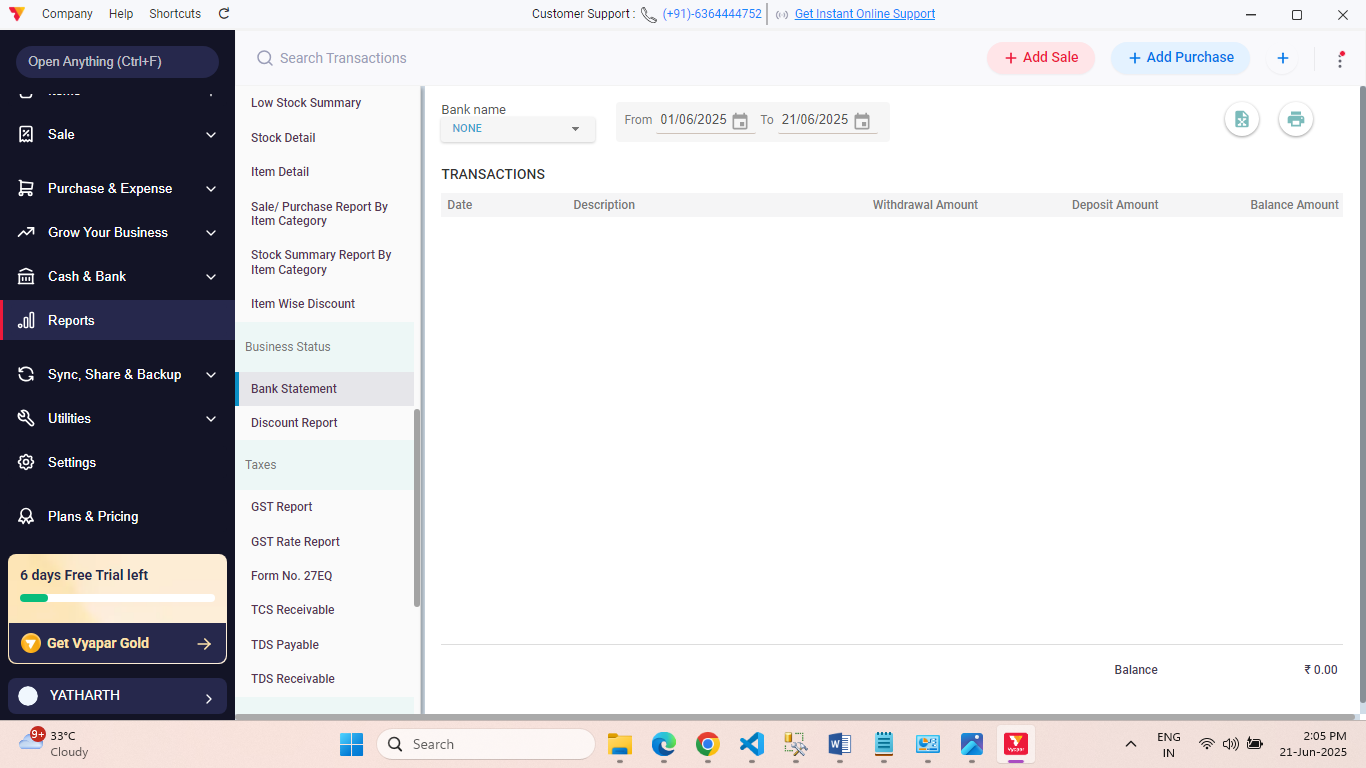 Company Help Shortcuts
Customer Support : (+91)-6364444752 Get Instant Online Support
Open Anything (Ctrl+F)
Search Transactions
Add Sale
Add Purchase
Items
Sale
Purchase & Expense
Grow Your Business
Cash & Bank
Reports
Sync, Share & Backup
Utilities
Settings
Plans & Pricing
6 days Free Trial left
Get Vyapar Gold
YATHARTH
Low Stock Summary
Stock Detail
Item Detail
Sale/ Purchase Report By
Item Category
Stock Summary Report By
Item Category
Item Wise Discount
Business Status
Bank Statement
Discount Report
Taxes
GST Report
GST Rate Report
Form No. 27EQ
TCS Receivable
TDS Payable
TDS Receivable
Bank name
NONE
From 01/06/2025 To 21/06/2025
TRANSACTIONS
Date Description Withdrawal Amount Deposit Amount Balance Amount
Balance ₹ 0.00
9+
33°C
Cloudy
Search
Vyapar
ENG
IN
2:05 PM
21-Jun-2025